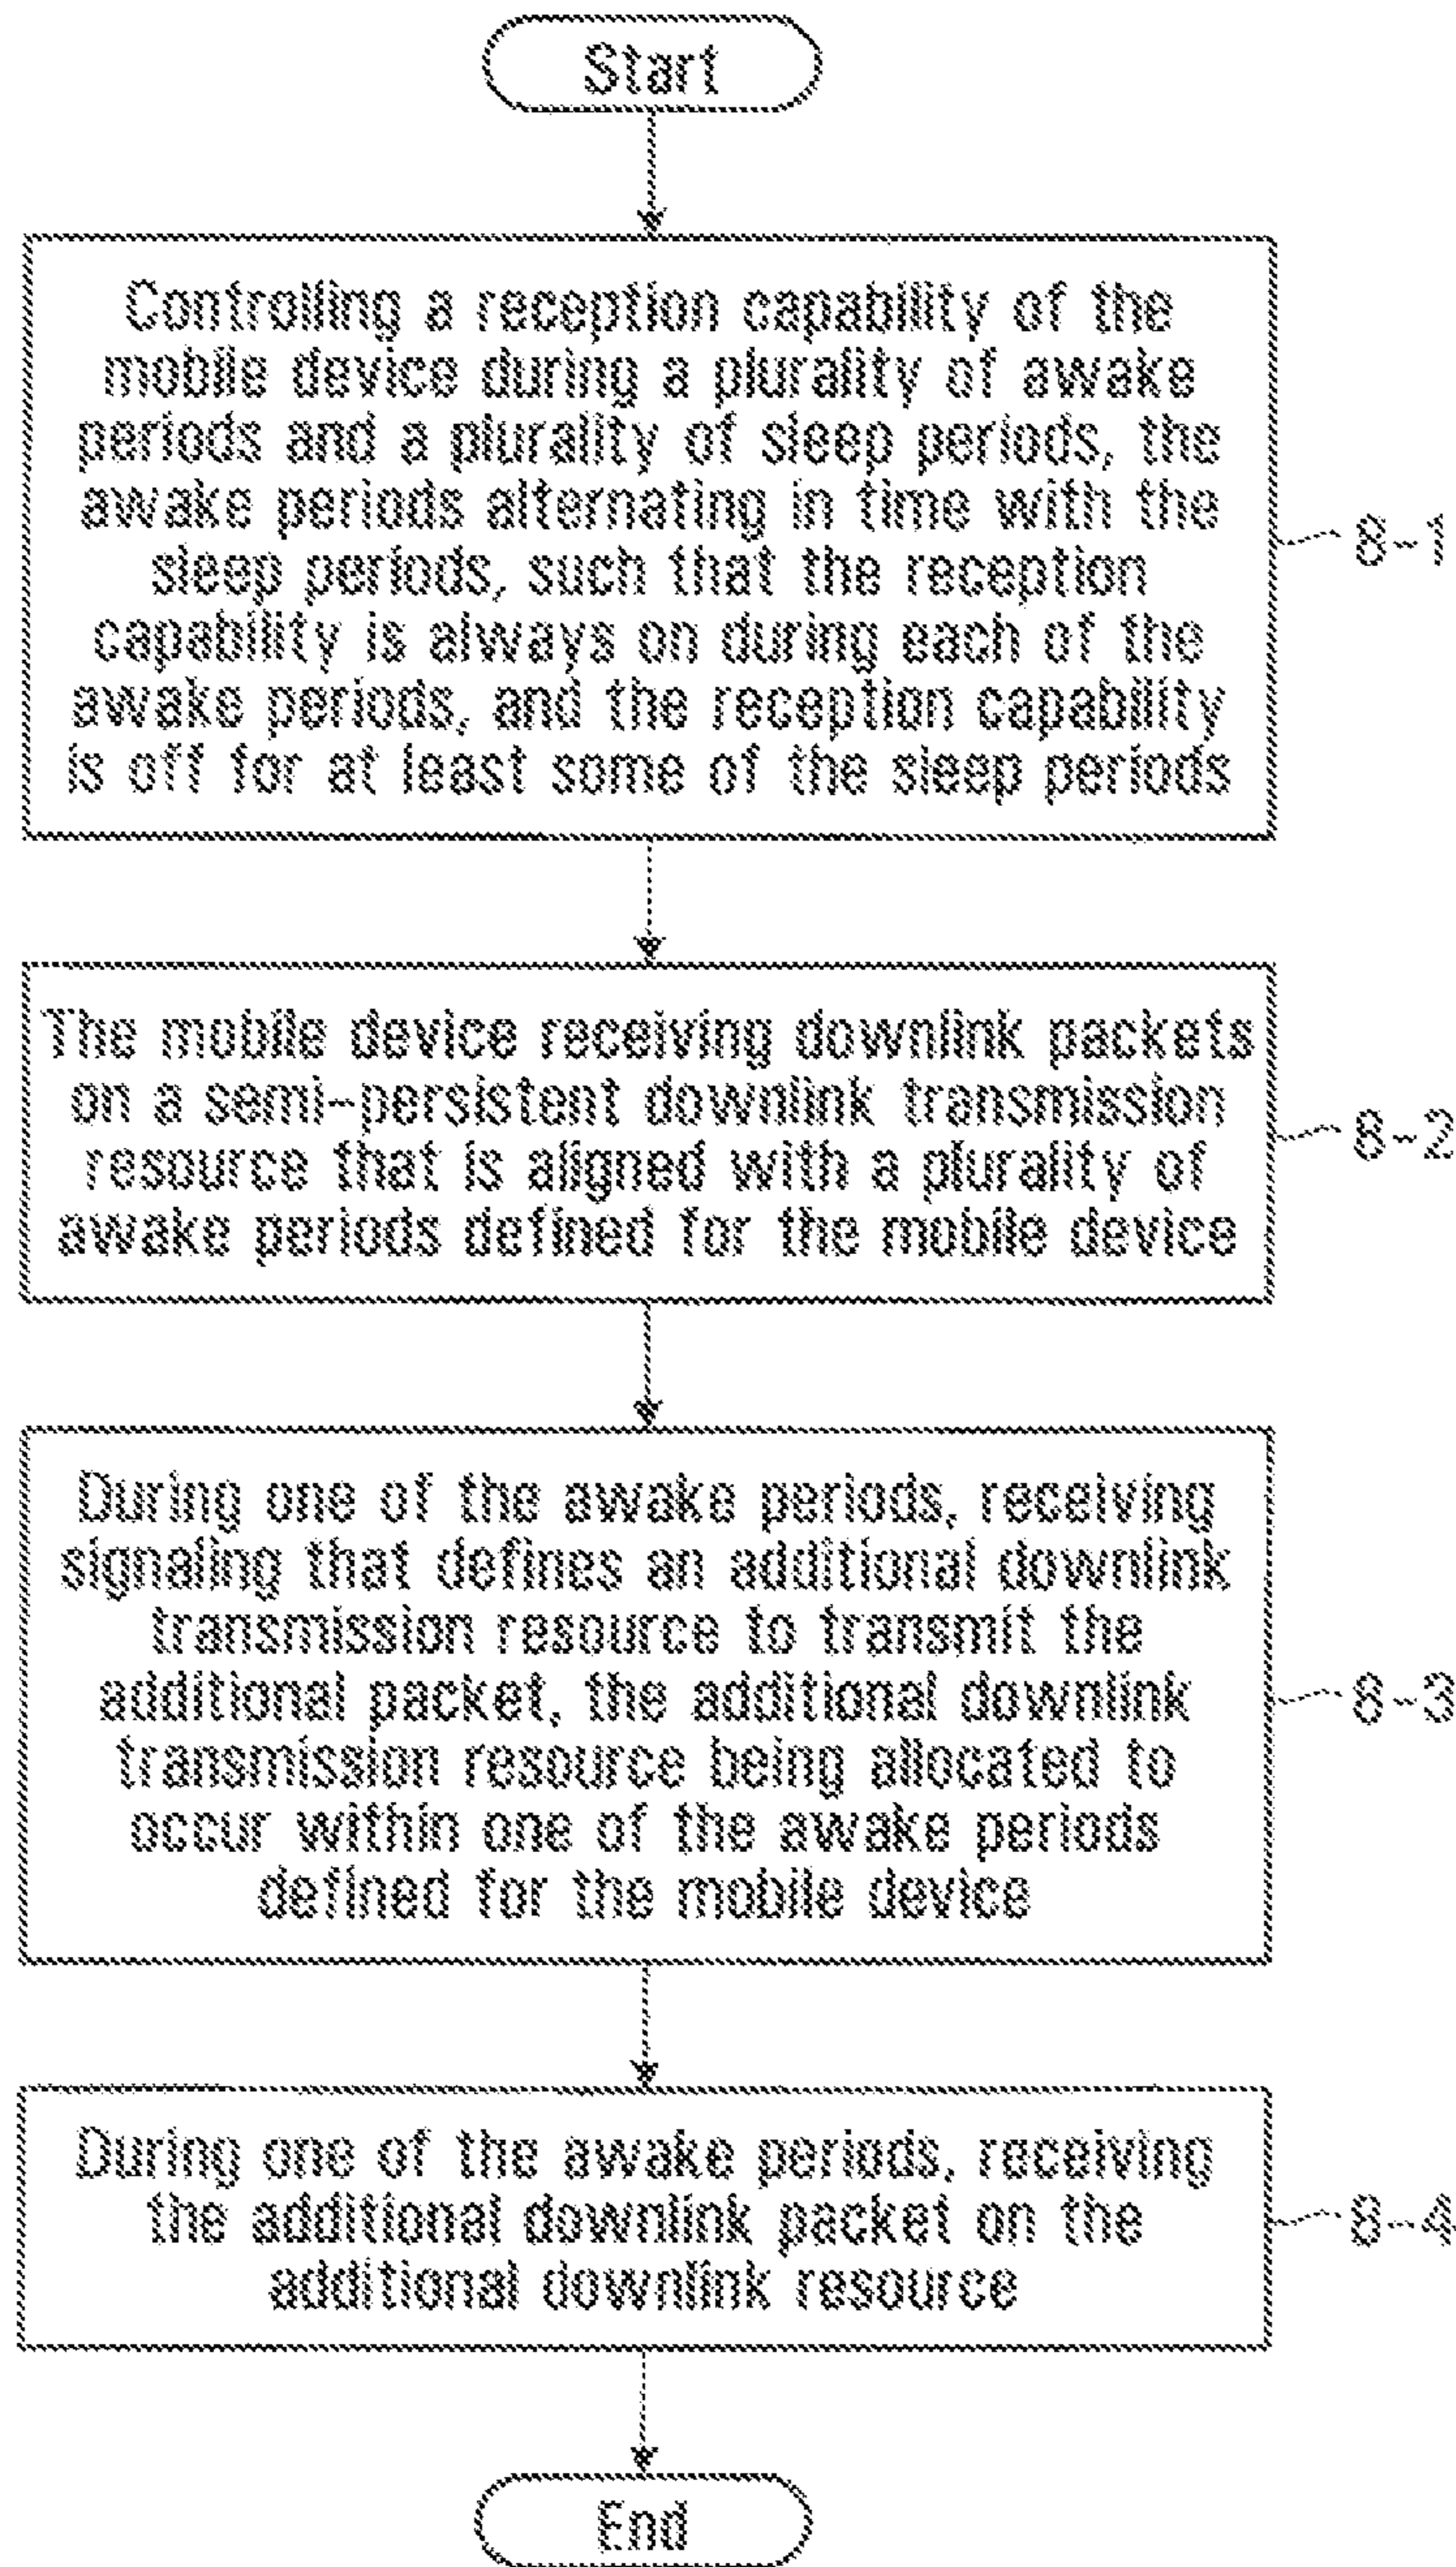 Start
Controlling a reception capability of the
mobile device during a plurality of awake
periods and a plurality of sleep periods, the
awake periods alternating in time with the
sleep periods, such that the reception
capability is always on during each of the
awake periods, and the reception capability
is off for at least some of the sleep periods
8-1
The mobile device receiving downlink packets
on a semi-persistent downlink transmission
resource that is aligned with a plurality of
awake periods defined for the mobile device
8-2
During one of the awake periods, receiving
signaling that defines an additional downlink
transmission resource to transmit the
additional packet, the additional downlink
transmission resource being allocated to
occur within one of the awake periods
defined for the mobile device
8-3
During one of the awake periods, receiving
the additional downlink packet on the
additional downlink resource
8-4
End